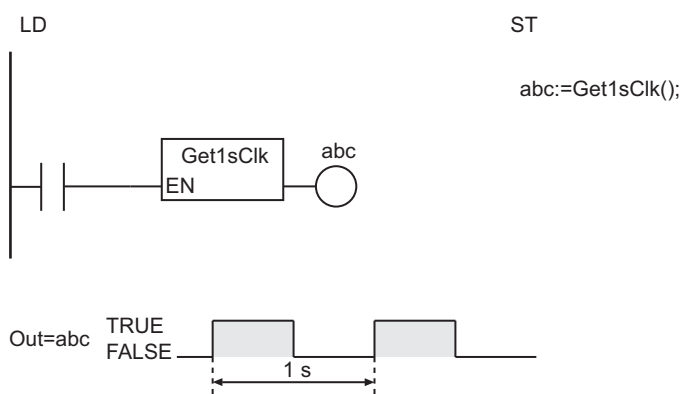 LD
ST
abc:=Get1sClk();
Get1sClk
abc
EN
Out=abc
TRUE
FALSE
1 s